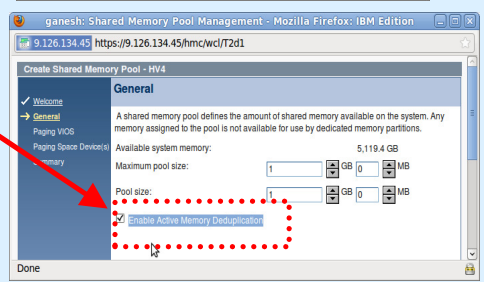 ganesh: Shared Memory Pool Management - Mozilla Firefox: IBM Edition
9.126.134.45 https://9.126.134.45/hmc/wcl/T2d1
Create Shared Memory Pool - HV4
Welcome
General
Paging VIOS
Paging Space Device(s)
Summary
General
A shared memory pool defines the amount of shared memory available on the system. Any
memory assigned to the pool is not available for use by dedicated memory partitions.
Available system memory: 5,119.4 GB
Maximum pool size: 1 GB 0 MB
Pool size: 1 GB 0 MB
Enable Active Memory Deduplication
Done